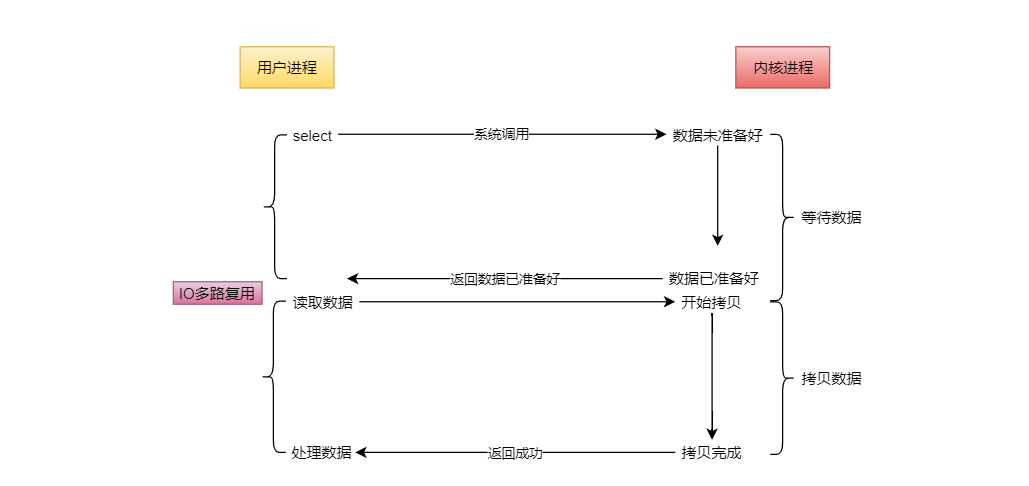 用户进程
内核进程
select
系统调用
数据未准备好
等待数据
返回数据已准备好
数据已准备好
IO多路复用
读取数据
开始拷贝
拷贝数据
处理数据
返回成功
拷贝完成